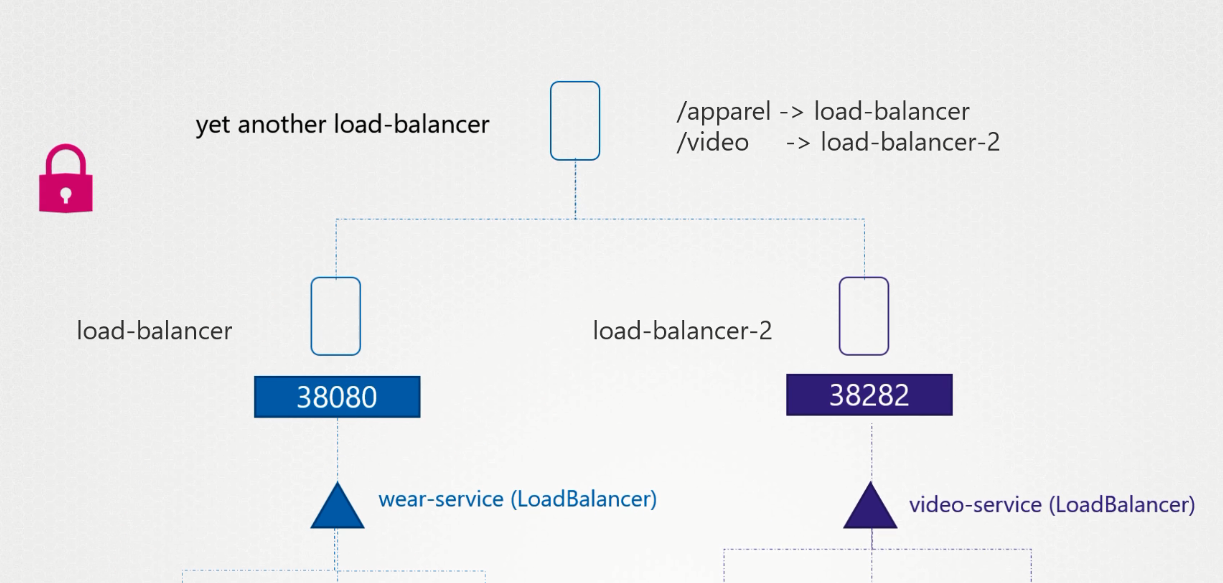 yet another load-balancer
/apparel -> load-balancer
/video -> load-balancer-2
load-balancer
load-balancer-2
38080
38282
wear-service (LoadBalancer)
video-service (LoadBalancer)